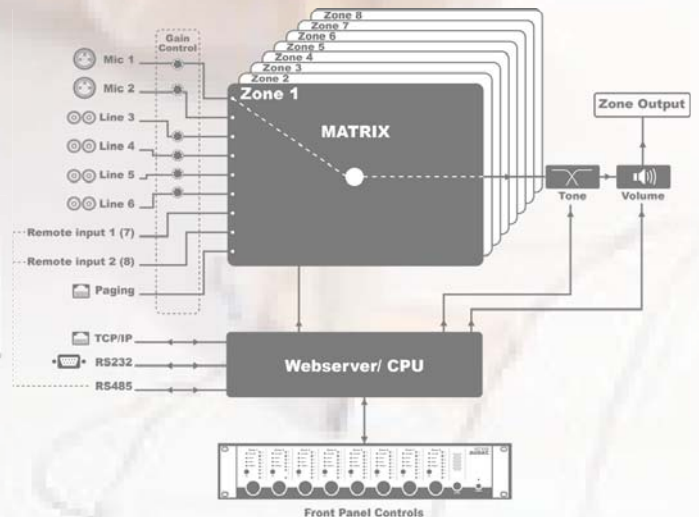 Zone 8
Zone 7
Zone 6
Zone 5
Zone 4
Zone 3
Zone 2
Zone 1
MATRIX
Gain
Control
Mic 1
Mic 2
Line 3
Line 4
Line 5
Line 6
Remote input 1 (7)
Remote input 2 (8)
Paging
TCP/IP
RS232
RS485
Webserver/ CPU
Zone Output
Tone
Volume
Front Panel Controls